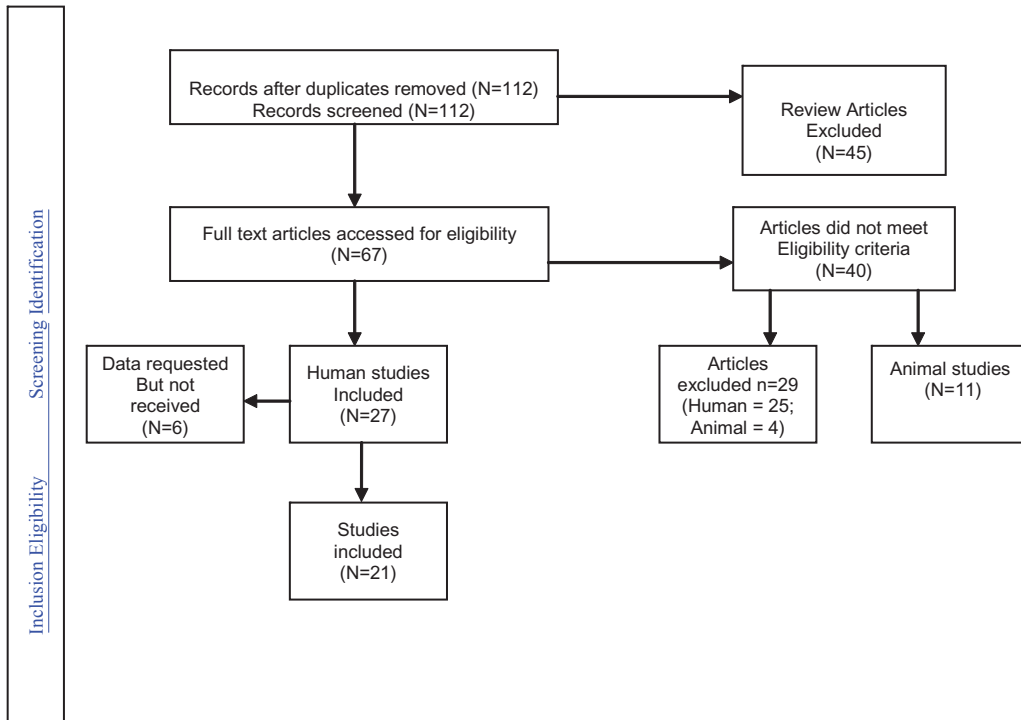 Records after duplicates removed (N=112)
Records screened (N=112)
Review Articles
Excluded
(N=45)
Full text articles accessed for eligibility
(N=67)
Articles did not meet
Eligibility criteria
(N=40)
Data requested
But not
received
(N=6)
Human studies
Included
(N=27)
Articles
excluded n=29
(Human = 25;
Animal = 4)
Animal studies
(N=11)
Studies
included
(N=21)
Inclusion Eligibility Screening Identification